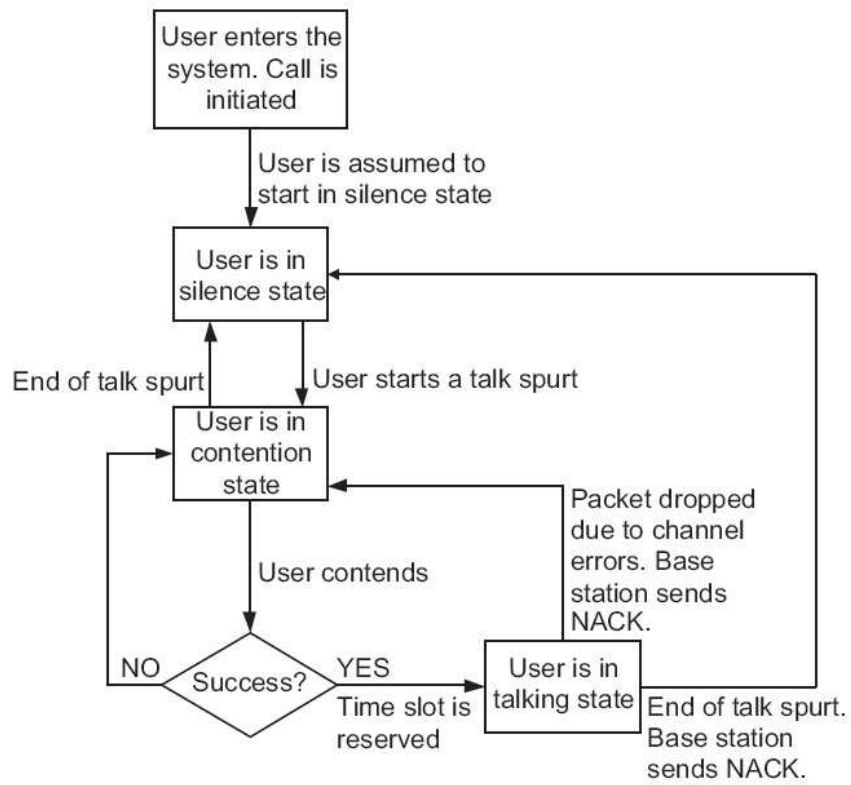 User enters the
system. Call is
initiated
User is assumed to
start in silence state
User is in
silence state
End of talk spurt
User starts a talk spurt
User is in
contention
state
User contends
Packet dropped
due to channel
errors. Base
station sends
NACK.
NO
Success?
YES
Time slot is
reserved
User is in
talking state
End of talk spurt.
Base station
sends NACK.